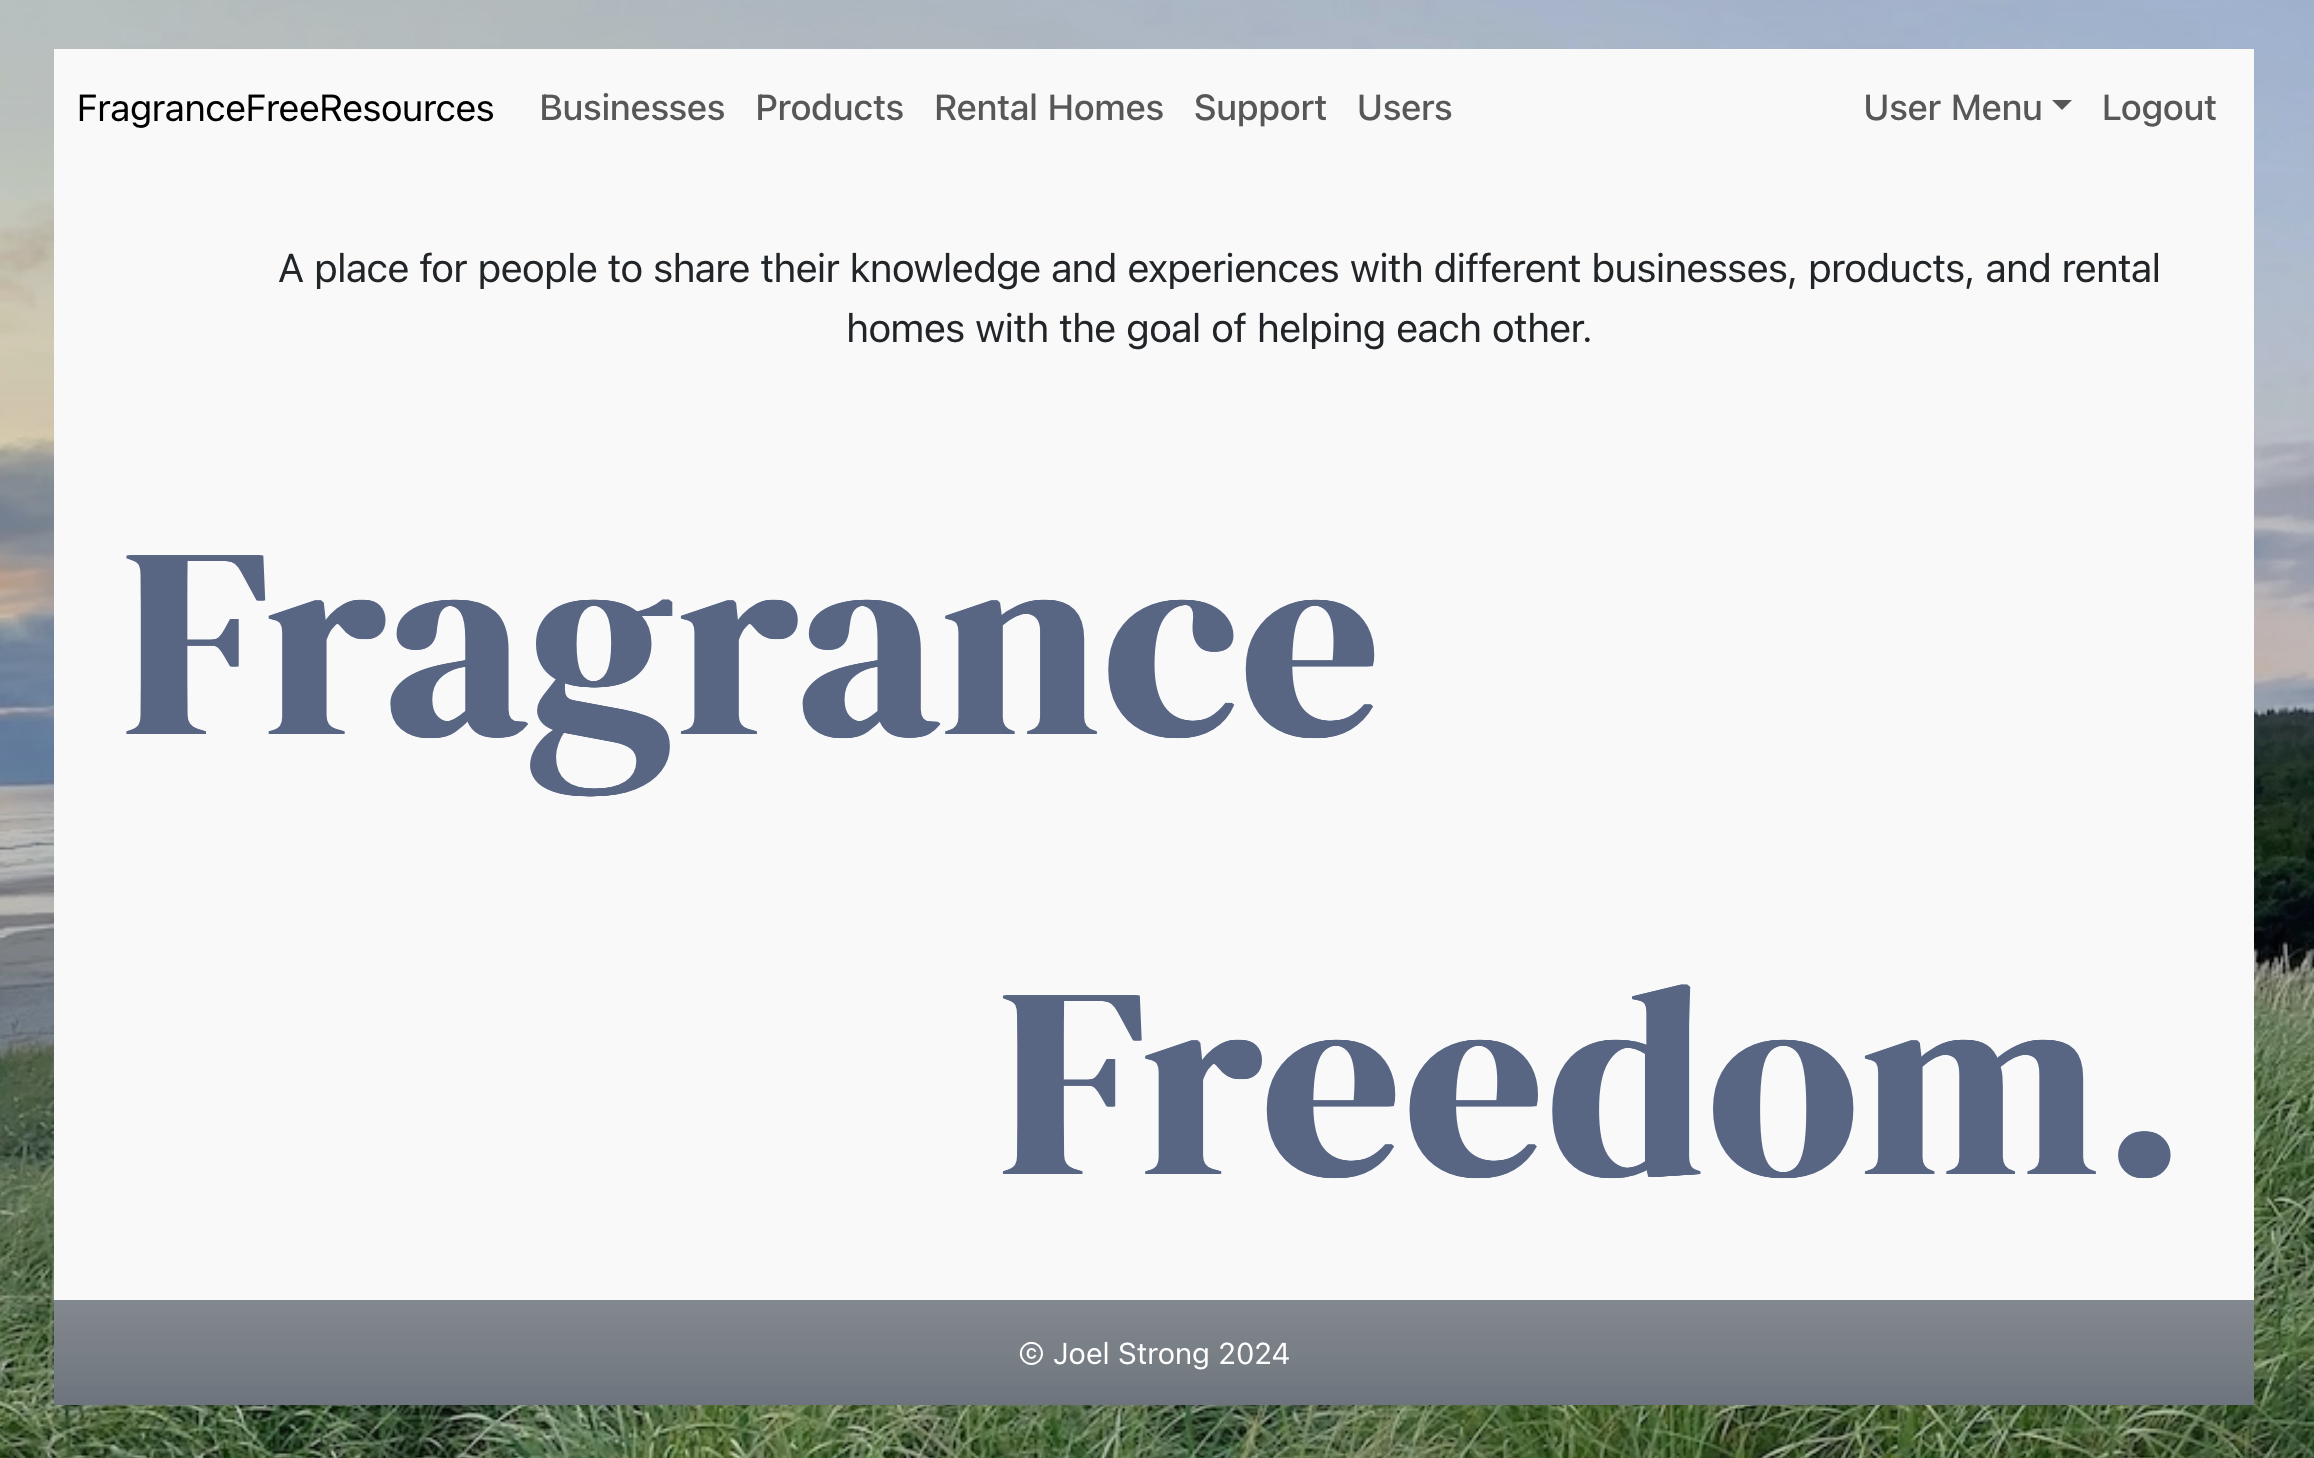 FragranceFreeResources Businesses Products Rental Homes Support Users User Menu Logout
A place for people to share their knowledge and experiences with different businesses, products, and rental
homes with the goal of helping each other.
Fragrance
Freedom.
© Joel Strong 2024